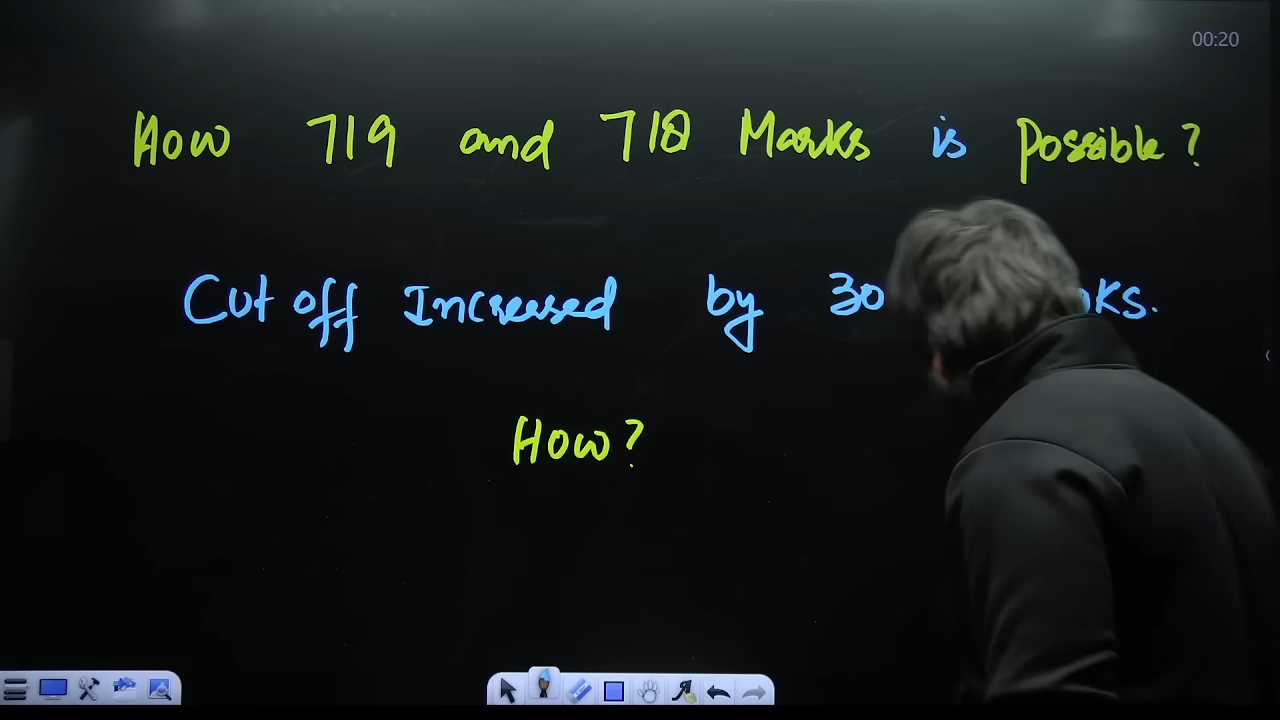 00:20
How 719 and 718 Marks is Possible?
Cut off Increased by 30
How?